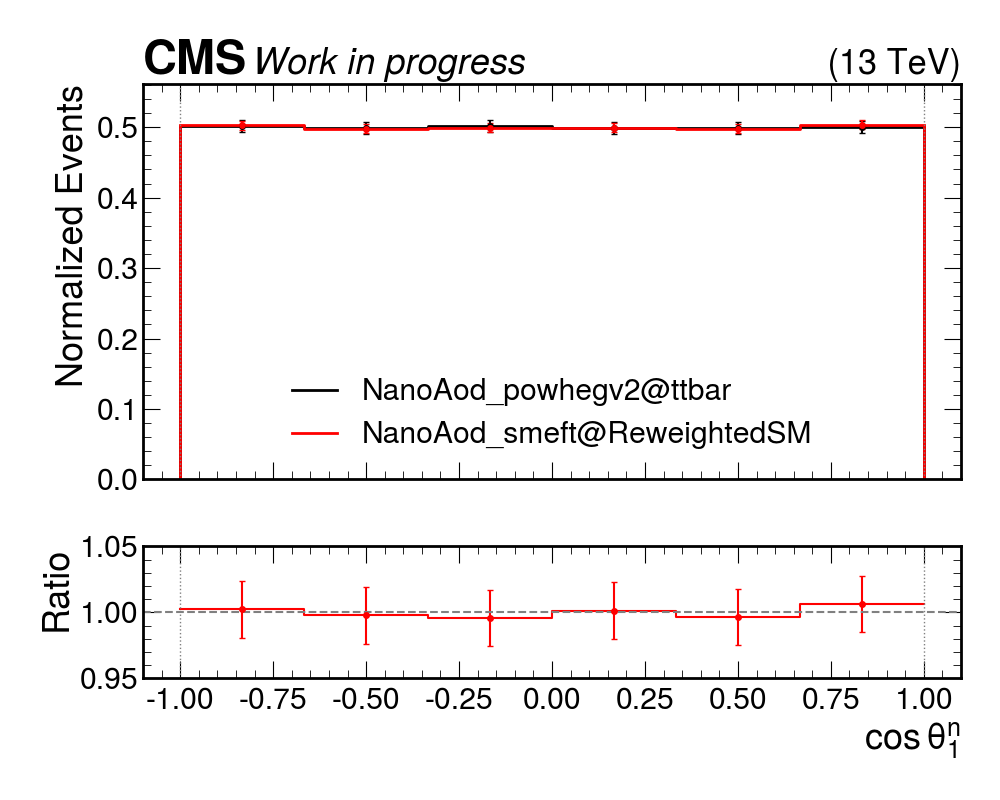 CMS Work in progress (13 TeV)
Normalized Events
0.5
0.4
0.3
0.2
0.1
0.0
NanoAod_powhegv2@ttbar
NanoAod_smeft@ReweightedSM
Ratio
1.05
1.00
0.95
-1.00 -0.75 -0.50 -0.25 0.00 0.25 0.50 0.75 1.00
cos θ₁ⁿ